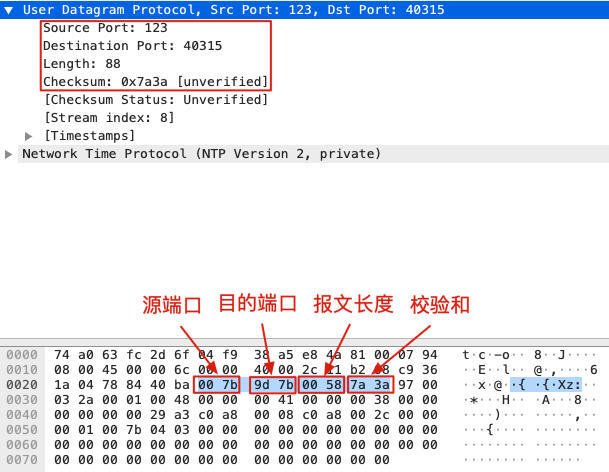 User Datagram Protocol, Src Port: 123, Dst Port: 40315
Source Port: 123
Destination Port: 40315
Length: 88
Checksum: 0x7a3a [unverified]
[Checksum Status: Unverified]
[Stream index: 8]
[Timestamps]
Network Time Protocol (NTP Version 2, private)
源端口 目的端口 报文长度 校验和
0000 74 a0 63 fc 2d 6f 04 f9 38 a5 e8 4a 81 00 07 94 t·c·-o·· 8··J····
0010 08 00 45 00 00 6c 00 00 40 00 2c 11 b2 08 c9 36 ··E··l·· @·,····6
0020 1a 04 78 84 40 ba 00 7b 9d 7b 00 58 7a 3a 97 00 ··x·@··{ ·{·Xz:··
0030 03 2a 00 01 00 48 00 00 00 41 00 00 00 38 00 00 ·*···H·· ·A···8··
0040 00 00 00 00 29 a3 c0 a8 00 08 c0 a8 00 2c 00 00 ····)··· ·····,··
0050 00 01 00 7b 04 03 00 00 00 00 00 00 00 00 00 00 ···{···· ········
0060 00 00 00 00 00 00 00 00 00 00 00 00 00 00 00 00 ········ ········
0070 00 00 00 00 00 00 00 00 00 00 00 00 00 00 ········ ······